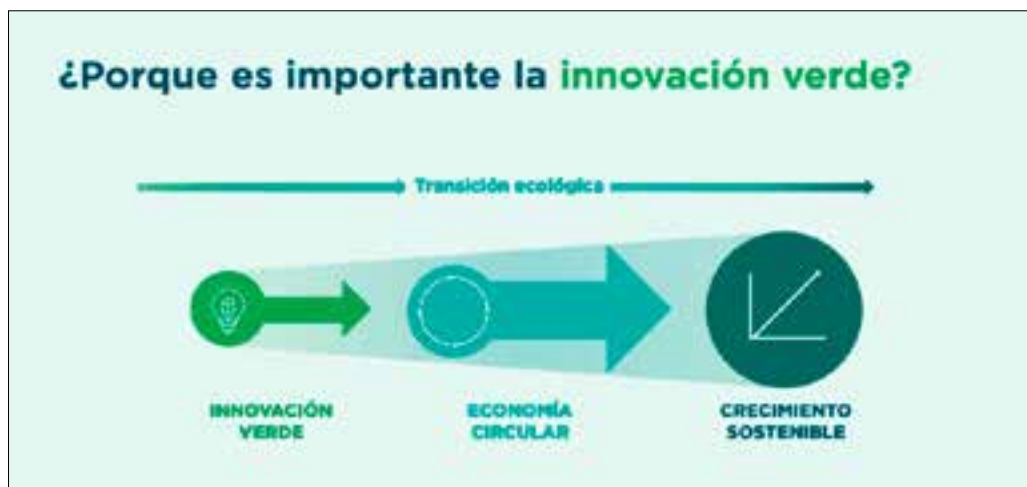 ¿Porque es importante la innovación verde?
Transición ecológica
INNOVACIÓN
VERDE
ECONOMÍA
CIRCULAR
CRECIMIENTO
SOSTENIBLE